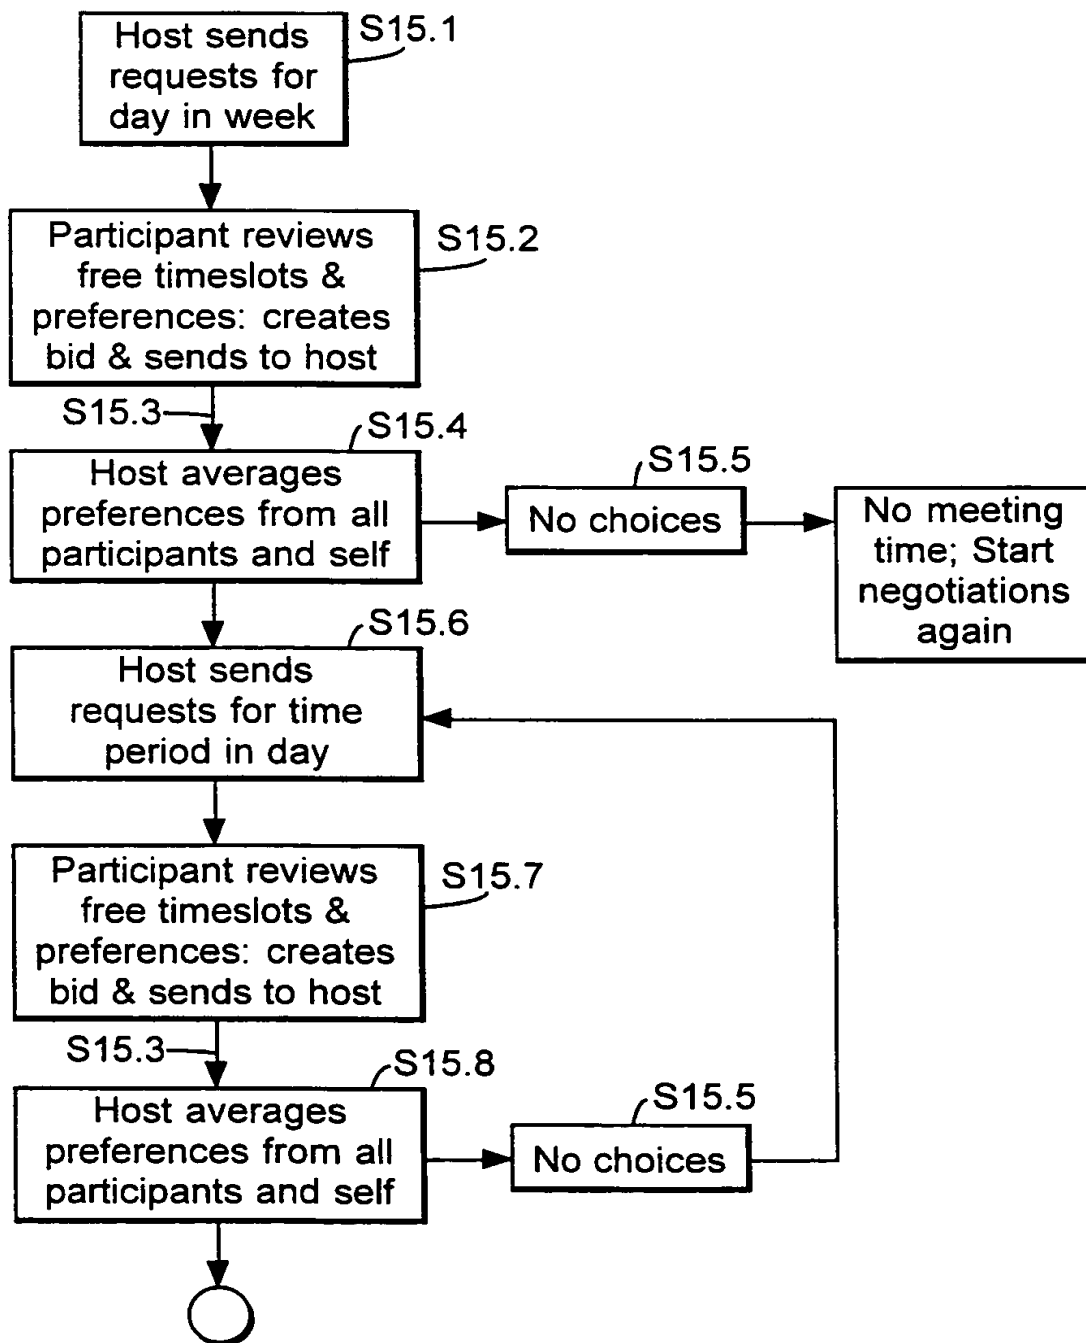 Host sends
requests for
day in week
S15.1
Participant reviews
free timeslots &
preferences: creates
bid & sends to host
S15.2
S15.3
S15.4
Host averages
preferences from all
participants and self
S15.5
No choices
No meeting
time; Start
negotiations
again
S15.6
Host sends
requests for time
period in day
Participant reviews
free timeslots &
preferences: creates
bid & sends to host
S15.7
S15.3
S15.8
Host averages
preferences from all
participants and self
S15.5
No choices